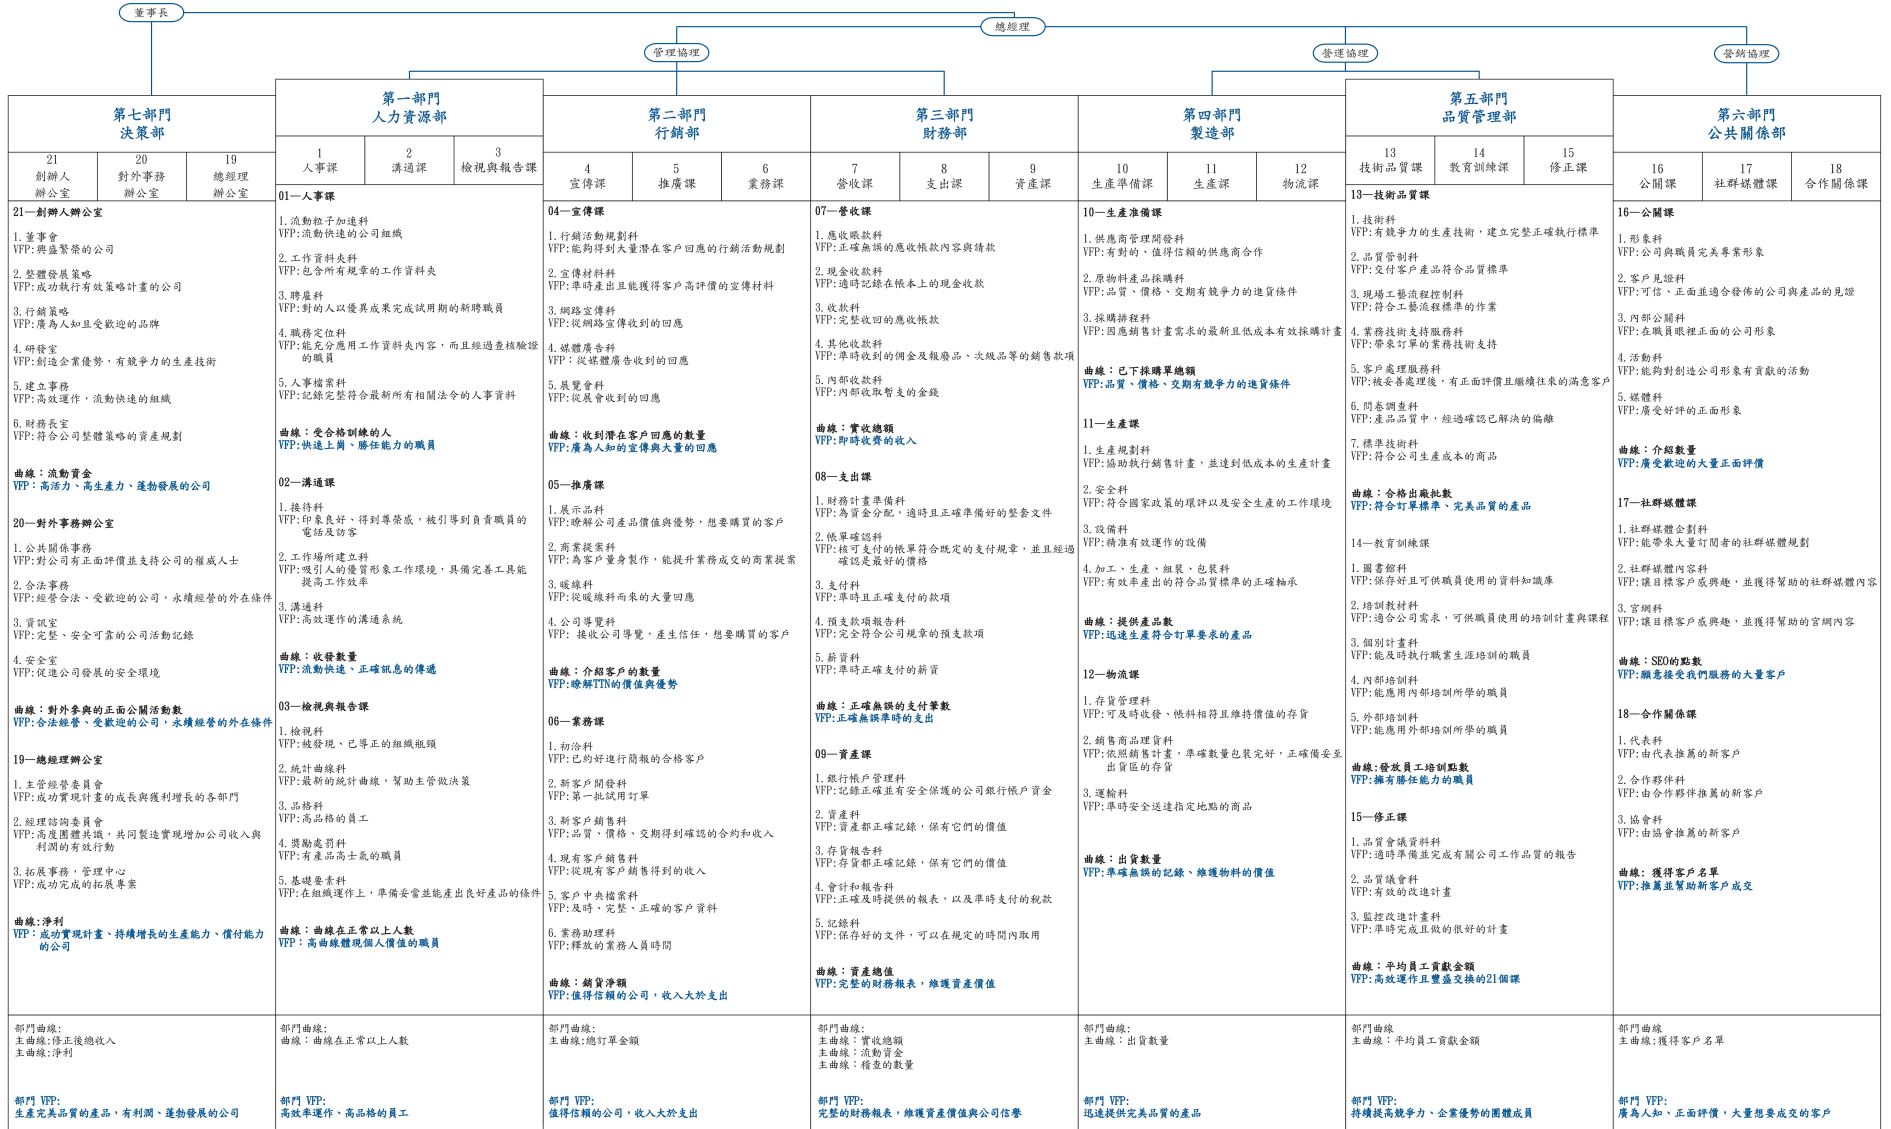 董事長
總經理
管理協理
營運協理
營銷協理
第七部門
決策部
21
創辦人
辦公室
20
對外事務
辦公室
19
總經理
辦公室
21—創辦人辦公室
1.董事會
VFP:興盛繁榮的公司
2.整體發展策略
VFP:成功執行有效策略計畫的公司
3.行銷策略
VFP:廣為人知且受歡迎的品牌
4.研發室
VFP:創造企業優勢，有競爭力的生產技術
5.建立事務
VFP:高效運作，流動快速的組織
6.財務長室
VFP:符合公司整體策略的資產規劃
曲線：流動資金
VFP：高活力、高生產力、蓬勃發展的公司
20—對外事務辦公室
1.公共關係事務
VFP:對公司有正面評價並支持公司的權威人士
2.合法事務
VFP:經營合法、受歡迎的公司，永續經營的外在條件
3.資訊室
VFP:完整、安全可靠的公司活動記錄
4.安全室
VFP:促進公司發展的安全環境
曲線：對外參與的正面公關活動數
VFP:合法經營、受歡迎的公司，永續經營的外在條件
19—總經理辦公室
1.主管經營委員會
VFP:成功實現計畫的成長與獲利增長的各部門
2.經理諮詢委員會
VFP:高度團體共識，共同製造實現增加公司收入與
利潤的有效行動
3.拓展事務，管理中心
VFP:成功完成的拓展專案
曲線:淨利
VFP：成功實現計畫、持續增長的生產能力、償付能力
的公司
部門曲線:
主曲線:修正後總收入
主曲線:淨利
部門 VFP:
生產完美品質的產品，有利潤、蓬勃發展的公司
第一部門
人力資源部
1
人事課
2
溝通課
3
檢視與報告課
01—人事課
1.流動粒子加速科
VFP:流動快速的公司組織
2.工作資料夾科
VFP:包含所有規章的工作資料夾
3.聘雇科
VFP:對的人以優異成果完成試用期的新聘職員
4.職務定位科
VFP:能充分應用工作資料夾內容，而且經過查核驗證
的職員
5.人事檔案科
VFP:記錄完整符合最新所有相關法令的人事資料
曲線：受合格訓練的人
VFP:快速上崗、勝任能力的職員
02—溝通課
1.接待科
VFP:印象良好、得到尊榮感，被引導到負責職員的
電話及訪客
2.工作場所建立科
VFP:吸引人的優質形象工作環境，具備完善工具能
提高工作效率
3.溝通科
VFP:高效運作的溝通系統
曲線：收發數量
VFP:流動快速、正確訊息的傳遞
03—檢視與報告課
1.檢視科
VFP:被發現、已導正的組織瓶頸
2.統計曲線科
VFP:最新的統計曲線，幫助主管做決策
3.品格科
VFP:高品格的員工
4.獎勵處罰科
VFP:有產品高士氣的職員
5.基礎要素科
VFP:在組織運作上，準備妥當並能產出良好產品的條件
曲線：曲線在正常以上人數
VFP：高曲線體現個人價值的職員
部門曲線:
曲線：曲線在正常以上人數
部門 VFP:
高效率運作、高品格的員工
第二部門
行銷部
4
宣傳課
5
推廣課
6
業務課
04—宣傳課
1.行銷活動規劃科
VFP:能夠得到大量潛在客戶回應的行銷活動規劃
2.宣傳材料科
VFP:準時產出且能獲得客戶高評價的宣傳材料
3.網路宣傳科
VFP:從網路宣傳收到的回應
4.媒體廣告科
VFP：從媒體廣告收到的回應
5.展覽會科
VFP:從展會收到的回應
曲線：收到潛在客戶回應的數量
VFP:廣為人知的宣傳與大量的回應
05—推廣課
1.展示品科
VFP:瞭解公司產品價值與優勢，想要購買的客戶
2.商業提案科
VFP:為客戶量身製作，能提升業務成交的商業提案
3.暖線科
VFP:從暖線科而來的大量回應
4.公司導覽科
VFP: 接收公司導覽，產生信任，想要購買的客戶
曲線：介紹客戶的數量
VFP:瞭解TTN的價值與優勢
06—業務課
1.初洽科
VFP:已約好進行簡報的合格客戶
2.新客戶開發科
VFP:第一批試用訂單
3.新客戶銷售科
VFP:品質、價格、交期得到確認的合約和收入
4.現有客戶銷售科
VFP:從現有客戶銷售得到的收入
5.客戶中央檔案科
VFP:及時、完整、正確的客戶資料
6.業務助理科
VFP:釋放的業務人員時間
曲線：銷貨淨額
VFP:值得信賴的公司，收入大於支出
部門曲線:
主曲線:總訂單金額
部門 VFP:
值得信賴的公司，收入大於支出
第三部門
財務部
7
營收課
8
支出課
9
資產課
07—營收課
1.應收賬款科
VFP:正確無誤的應收帳款內容與請款
2.現金收款科
VFP:適時記錄在帳本上的現金收款
3.收款科
VFP:完整收回的應收帳款
4.其他收款科
VFP:準時收到的佣金及報廢品、次級品等的銷售款項
5.內部收款科
VFP:內部收取暫支的金錢
曲線：實收總額
VFP:即時收齊的收入
08—支出課
1.財務計畫準備科
VFP:為資金分配，適時且正確準備好的整套文件
2.帳單確認科
VFP:核可支付的帳單符合既定的支付規章，並且經過
確認是最好的價格
3.支付科
VFP:準時且正確支付的款項
4.預支款項報告科
VFP:完全符合公司規章的預支款項
5.薪資科
VFP:準時正確支付的薪資
曲線：正確無誤的支付筆數
VFP:正確無誤準時的支出
09—資產課
1.銀行帳戶管理科
VFP:記錄正確並有安全保護的公司銀行帳戶資金
2.資產科
VFP:資產都正確記錄，保有它們的價值
3.存貨報告科
VFP:存貨都正確記錄，保有它們的價值
4.會計和報告科
VFP:正確及時提供的報表，以及準時支付的稅款
5.記錄科
VFP:保存好的文件，可以在規定的時間內取用
曲線：資產總值
VFP:完整的財務報表，維護資產價值
部門曲線:
主曲線：實收總額
主曲線：流動資金
主曲線：稽查的數量
部門 VFP:
完整的財務報表，維護資產價值與公司信譽
第四部門
製造部
10
生產準備課
11
生產課
12
物流課
10—生產准備課
1.供應商管理開發科
VFP:有對的、值得信賴的供應商合作
2.原物料產品採購科
VFP:品質、價格、交期有競爭力的進貨條件
3.採購排程科
VFP:因應銷售計畫需求的最新且低成本有效採購計畫
曲線：已下採購單總額
VFP:品質、價格、交期有競爭力的進貨條件
11—生產課
1.生產規劃科
VFP:協助執行銷售計畫，並達到低成本的生產計畫
2.安全科
VFP:符合國家政策的環評以及安全生產的工作環境
3.設備科
VFP:精准有效運作的設備
4.加工、生產、組裝、包裝科
VFP:有效率產出的符合品質標準的正確軸承
曲線：提供產品數
VFP:迅速生產符合訂單要求的產品
12—物流課
1.存貨管理科
VFP:可及時收發、帳料相符且維持價值的存貨
2.銷售商品理貨科
VFP:依照銷售計畫，準確數量包裝完好，正確備妥至
出貨區的存貨
3.運輸科
VFP:準時安全送達指定地點的商品
曲線：出貨數量
VFP:準確無誤的記錄、維護物料的價值
部門曲線:
主曲線：出貨數量
部門 VFP:
迅速提供完美品質的產品
第五部門
品質管理部
13
技術品質課
14
教育訓練課
15
修正課
13—技術品質課
1.技術科
VFP:有競爭力的生產技術，建立完整正確執行標準
2.品質管制科
VFP:交付客戶產品符合品質標準
3.現場工藝流程控制科
VFP:符合工藝流程標準的作業
4.業務技術支持服務科
VFP:帶來訂單的業務技術支持
5.客戶處理服務科
VFP:被妥善處理後，有正面評價且繼續往來的滿意客戶
6.問卷調查科
VFP:產品品質中，經過確認已解決的偏離
7.標準技術科
VFP:符合公司生產成本的商品
曲線：合格出廠批數
VFP:符合訂單標準、完美品質的產品
14—教育訓練課
1.圖書館科
VFP:保存好且可供職員使用的資料知識庫
2.培訓教材科
VFP:適合公司需求，可供職員使用的培訓計畫與課程
3.個別計畫科
VFP:能及時執行職業生涯培訓的職員
4.內部培訓科
VFP:能應用內部培訓所學的職員
5.外部培訓科
VFP:能應用外部培訓所學的職員
曲線:發放員工培訓點數
VFP:擁有勝任能力的職員
15—修正課
1.品質會議資料科
VFP:適時準備並完成有關公司工作品質的報告
2.品質議會科
VFP:有效的改進計畫
3.監控改進計畫科
VFP:準時完成且做的很好的計畫
曲線：平均員工貢獻金額
VFP:高效運作且豐盛交換的21個課
部門曲線
主曲線：平均員工貢獻金額
部門 VFP:
持續提高競爭力、企業優勢的團體成員
第六部門
公共關係部
16
公關課
17
社群媒體課
18
合作關係課
16—公關課
1.形象科
VFP:公司與職員完美專業形象
2.客戶見證科
VFP:可信、正面並適合發佈的公司與產品的見證
3.內部公關科
VFP:在職員眼裡正面的公司形象
4.活動科
VFP:能夠對創造公司形象有貢獻的活動
5.媒體科
VFP:廣受好評的正面形象
曲線：介紹數量
VFP:廣受歡迎的大量正面評價
17—社群媒體課
1.社群媒體企劃科
VFP:能帶來大量訂閱者的社群媒體規劃
2.社群媒體內容科
VFP:讓目標客戶感興趣，並獲得幫助的社群媒體內容
3.官網科
VFP:讓目標客戶感興趣，並獲得幫助的官網內容
曲線：SEO的點數
VFP:願意接受我們服務的大量客戶
18—合作關係課
1.代表科
VFP:由代表推薦的新客戶
2.合作夥伴科
VFP:由合作夥伴推薦的新客戶
3.協會科
VFP:由協會推薦的新客戶
曲線： 獲得客戶名單
VFP:推薦並幫助新客戶成交
部門曲線
主曲線:獲得客戶名單
部門 VFP:
廣為人知、正面評價，大量想要成交的客戶